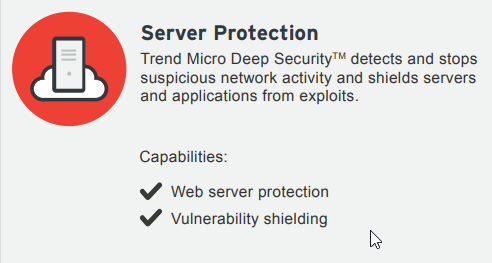 Server Protection
Trend Micro Deep Security™ detects and stops
suspicious network activity and shields servers
and applications from exploits.
Capabilities:
Web server protection
Vulnerability shielding